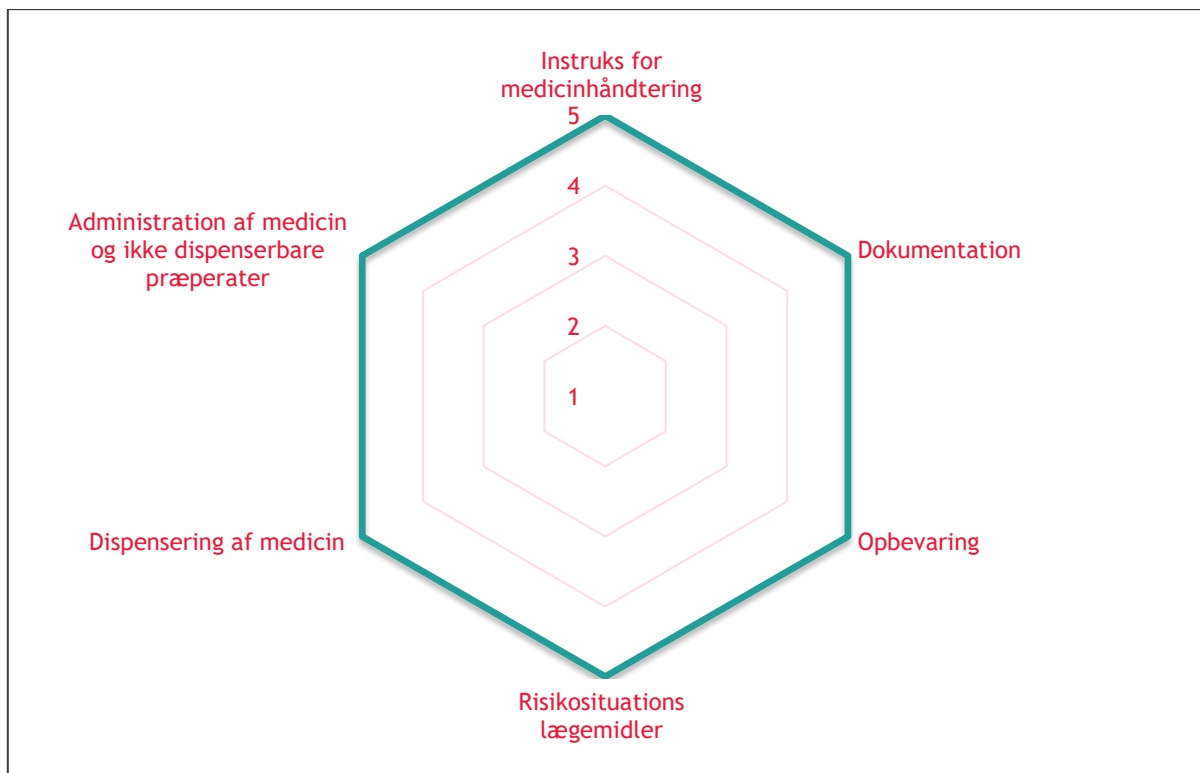 Instruks for
medicinhåndtering
5
4
3
2
1
Dokumentation
Opbevaring
Risikosituations
lægemidler
Dispensering af medicin
Administration af medicin
og ikke dispenserbare
præperater